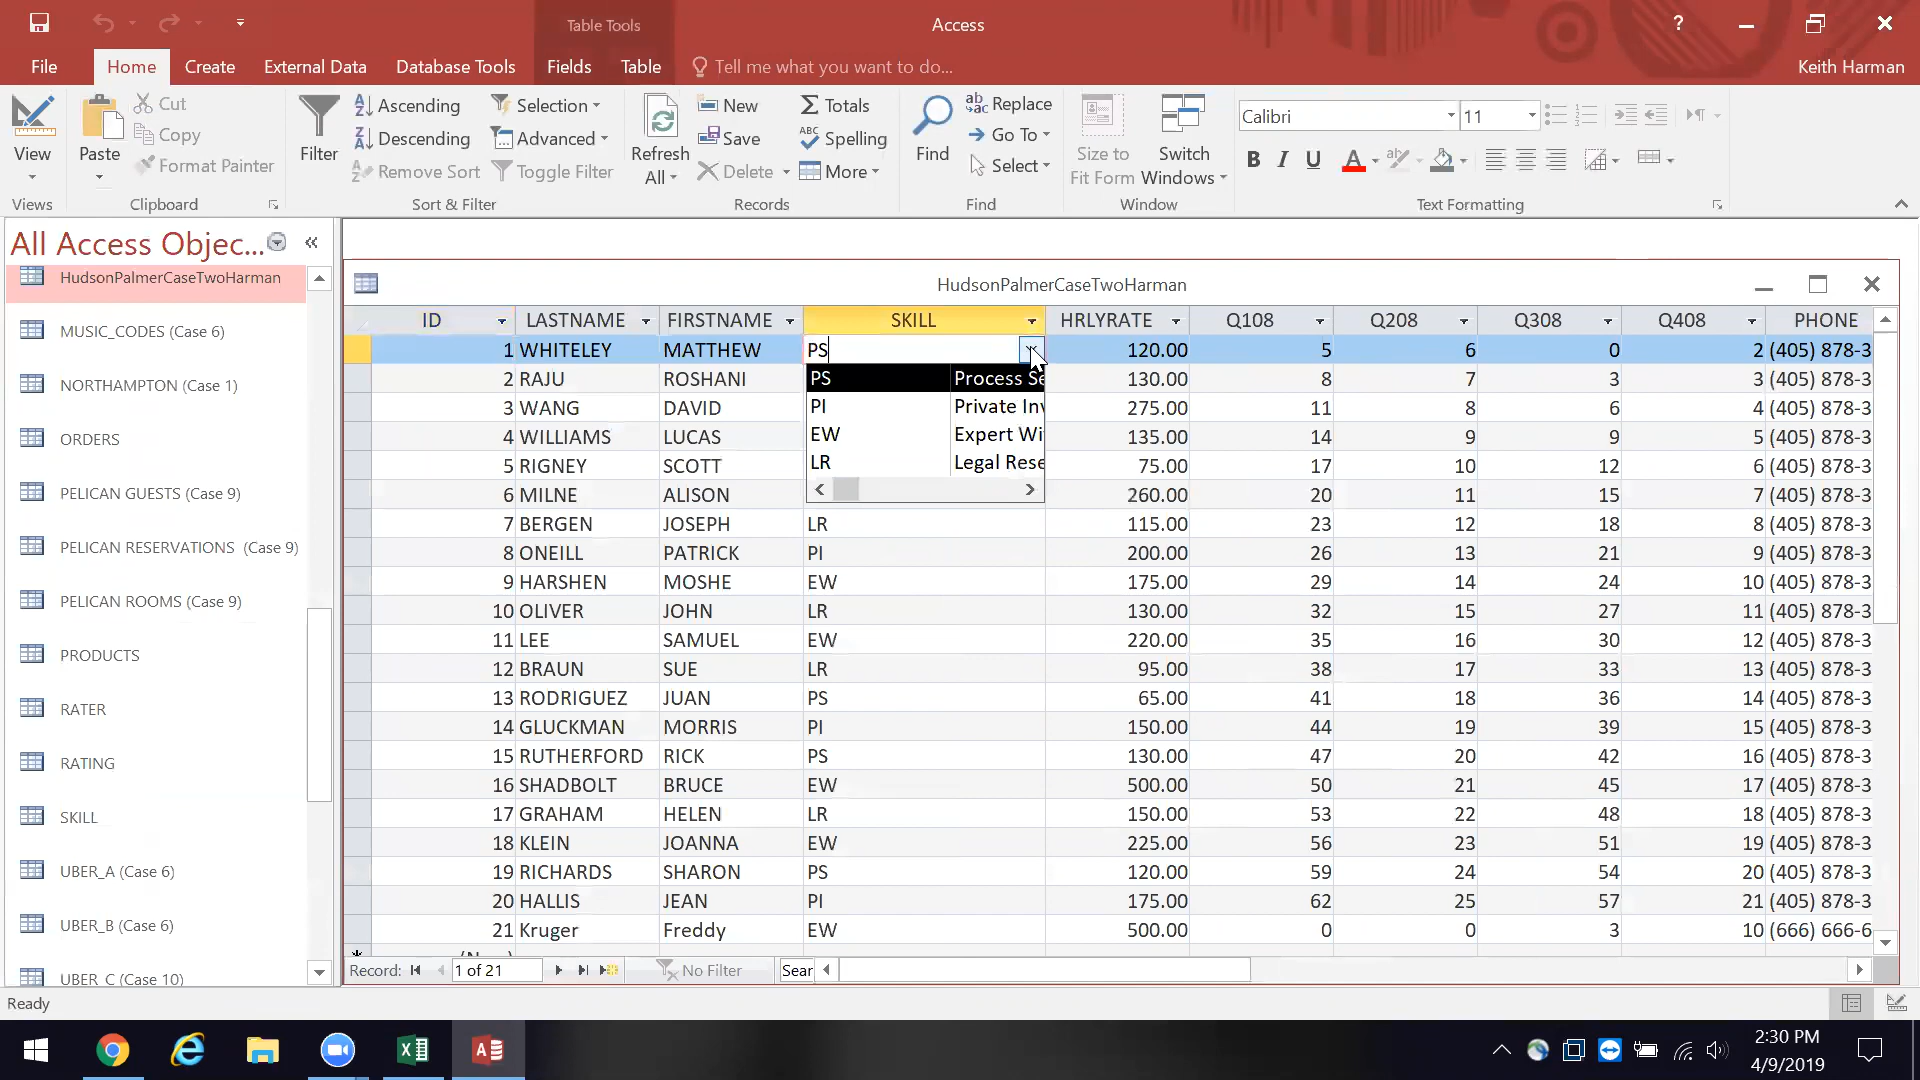 Table Tools
Access
?
File Home Create External Data Database Tools Fields Table Tell me what you want to do... Keith Harman
View Paste Cut Copy Format Painter Filter Ascending Descending Remove Sort Selection Advanced Toggle Filter Refresh All New Save Delete Totals Spelling More Find Replace Go To Select Size to Fit Form Switch Windows Calibri 11 B I U A
Views Clipboard Sort & Filter Records Find Window Text Formatting
All Access Objec...
HudsonPalmerCaseTwoHarman
MUSIC_CODES (Case 6)
NORTHAMPTON (Case 1)
ORDERS
PELICAN GUESTS (Case 9)
PELICAN RESERVATIONS (Case 9)
PELICAN ROOMS (Case 9)
PRODUCTS
RATER
RATING
SKILL
UBER_A (Case 6)
UBER_B (Case 6)
UBER_C (Case 10)
HudsonPalmerCaseTwoHarman
ID LASTNAME FIRSTNAME SKILL HRLYRATE Q108 Q208 Q308 Q408 PHONE
1 WHITELEY MATTHEW PS 120.00 5 6 0 2 (405) 878-3
2 RAJU ROSHANI PS Process Se 130.00 8 7 3 3 (405) 878-3
3 WANG DAVID PI Private Inv 275.00 11 8 6 4 (405) 878-3
4 WILLIAMS LUCAS EW Expert Wi 135.00 14 9 9 5 (405) 878-3
5 RIGNEY SCOTT LR Legal Rese 75.00 17 10 12 6 (405) 878-3
6 MILNE ALISON 260.00 20 11 15 7 (405) 878-3
7 BERGEN JOSEPH LR 115.00 23 12 18 8 (405) 878-3
8 ONEILL PATRICK PI 200.00 26 13 21 9 (405) 878-3
9 HARSHEN MOSHE EW 175.00 29 14 24 10 (405) 878-3
10 OLIVER JOHN LR 130.00 32 15 27 11 (405) 878-3
11 LEE SAMUEL EW 220.00 35 16 30 12 (405) 878-3
12 BRAUN SUE LR 95.00 38 17 33 13 (405) 878-3
13 RODRIGUEZ JUAN PS 65.00 41 18 36 14 (405) 878-3
14 GLUCKMAN MORRIS PI 150.00 44 19 39 15 (405) 878-3
15 RUTHERFORD RICK PS 130.00 47 20 42 16 (405) 878-3
16 SHADBOLT BRUCE EW 500.00 50 21 45 17 (405) 878-3
17 GRAHAM HELEN LR 150.00 53 22 48 18 (405) 878-3
18 KLEIN JOANNA EW 225.00 56 23 51 19 (405) 878-3
19 RICHARDS SHARON PS 120.00 59 24 54 20 (405) 878-3
20 HALLIS JEAN PI 175.00 62 25 57 21 (405) 878-3
21 Kruger Freddy EW 500.00 0 0 3 10 (666) 666-6
Record: 1 of 21 No Filter Sear
Ready
2:30 PM
4/9/2019